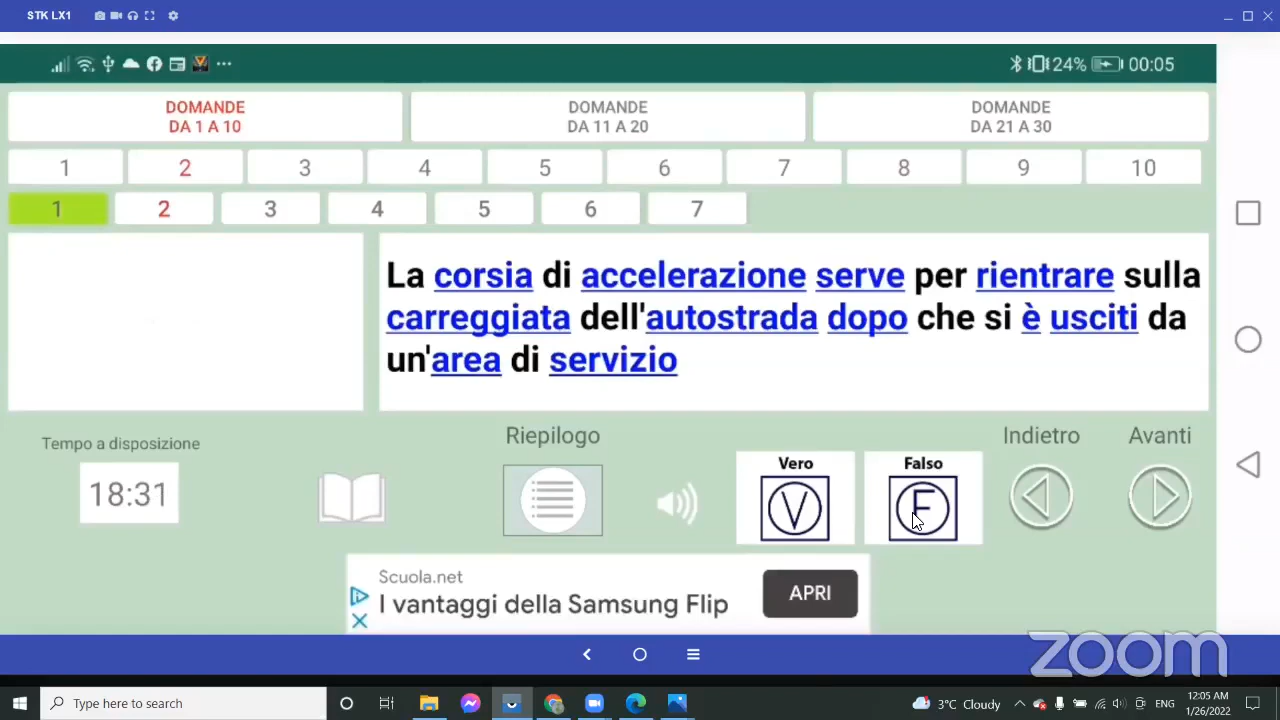 STK LX1
24% 00:05
DOMANDE
DA 1 A 10
DOMANDE
DA 11 A 20
DOMANDE
DA 21 A 30
1 2 3 4 5 6 7 8 9 10
1 2 3 4 5 6 7
La corsia di accelerazione serve per rientrare sulla
carreggiata dell'autostrada dopo che si è usciti da
un'area di servizio
Tempo a disposizione
18:31
Riepilogo
Vero
V
Falso
F
Indietro
Avanti
Scuola.net
I vantaggi della Samsung Flip
APRI
zoom
Type here to search
3°C Cloudy
ENG
12:05 AM
1/26/2022